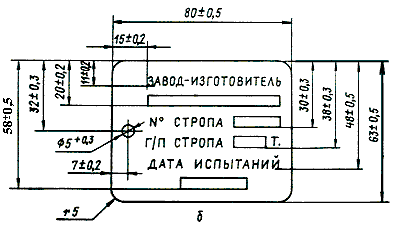 80±0,5
15±0,2
11±0,2
20±0,2
32±0,3
58±0,5
ЗАВОД-ИЗГОТОВИТЕЛЬ
N° СТРОПА
Г/П СТРОПА Т.
ДАТА ИСПЫТАНИЙ
30±0,3
38±0,3
48±0,5
63±0,5
Φ5+0,3
7±0,2
r5
б